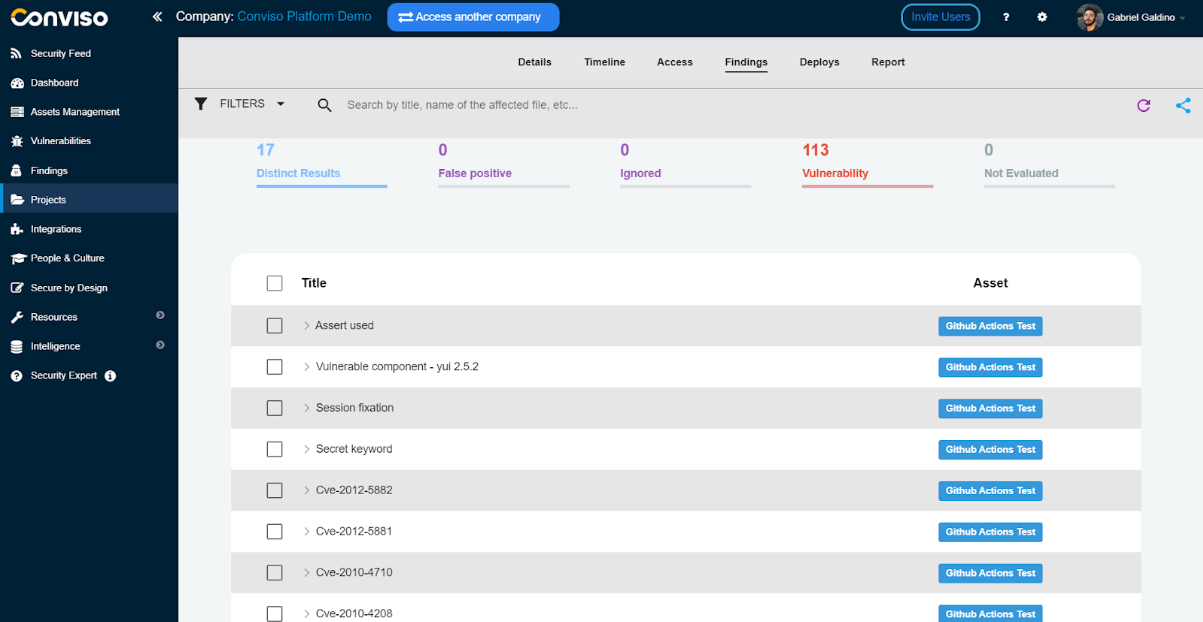 CONVISO
Company: Conviso Platform Demo
Access another company
Invite Users
?
Gabriel Galdino
Security Feed
Dashboard
Assets Management
Vulnerabilities
Findings
Projects
Integrations
People & Culture
Secure by Design
Resources
Intelligence
Security Expert
Details Timeline Access Findings Deploys Report
FILTERS
Search by title, name of the affected file, etc...
17 0 0 113 0
Distinct Results False positive Ignored Vulnerability Not Evaluated
Title Asset
Assert used Github Actions Test
Vulnerable component - yui 2.5.2 Github Actions Test
Session fixation Github Actions Test
Secret keyword Github Actions Test
Cve-2012-5882 Github Actions Test
Cve-2012-5881 Github Actions Test
Cve-2010-4710 Github Actions Test
Cve-2010-4208 Github Actions Test